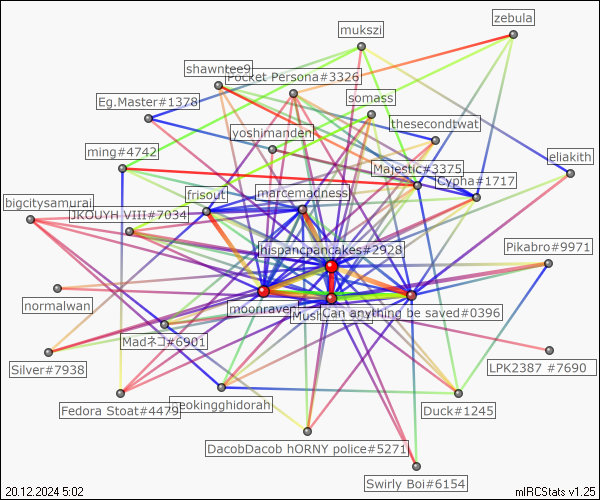 zebula
mukszi
shawntee9
Pocket Persona#3326
Eg.Master#1378
somass
thesecondtwat
yoshimanden
ming#4742
eliakith
Majestic#3375
Cypha#1717
frisout
marcemadness
bigcitysamurai
JKOUYH VIII#7034
hispancpancakes#2928
Pikabro#9971
normalwan
moonraven
Mush
Can anything be saved#0396
Madネコ#6901
Silver#7938
LPK2387 #7690
Fedora Stoat#4479
eokingghidorah
Duck#1245
DacobDacob hORNY police#5271
Swirly Boi#6154
20.12.2024 5:02
mIRCStats v1.25